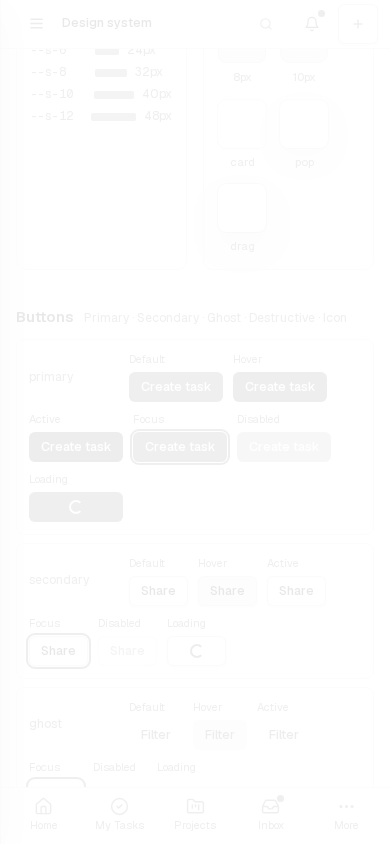 Design system
--s-6 24px
--s-8 32px
--s-10 40px
--s-12 48px
8px 10px
card pop
drag
Buttons Primary · Secondary · Ghost · Destructive · Icon
Default Hover
primary Create task Create task
Active Focus Disabled
Create task Create task Create task
Loading
Default Hover Active
secondary Share Share Share
Focus Disabled Loading
Share Share
Default Hover Active
ghost Filter Filter Filter
Focus Disabled Loading
Home My Tasks Projects Inbox More